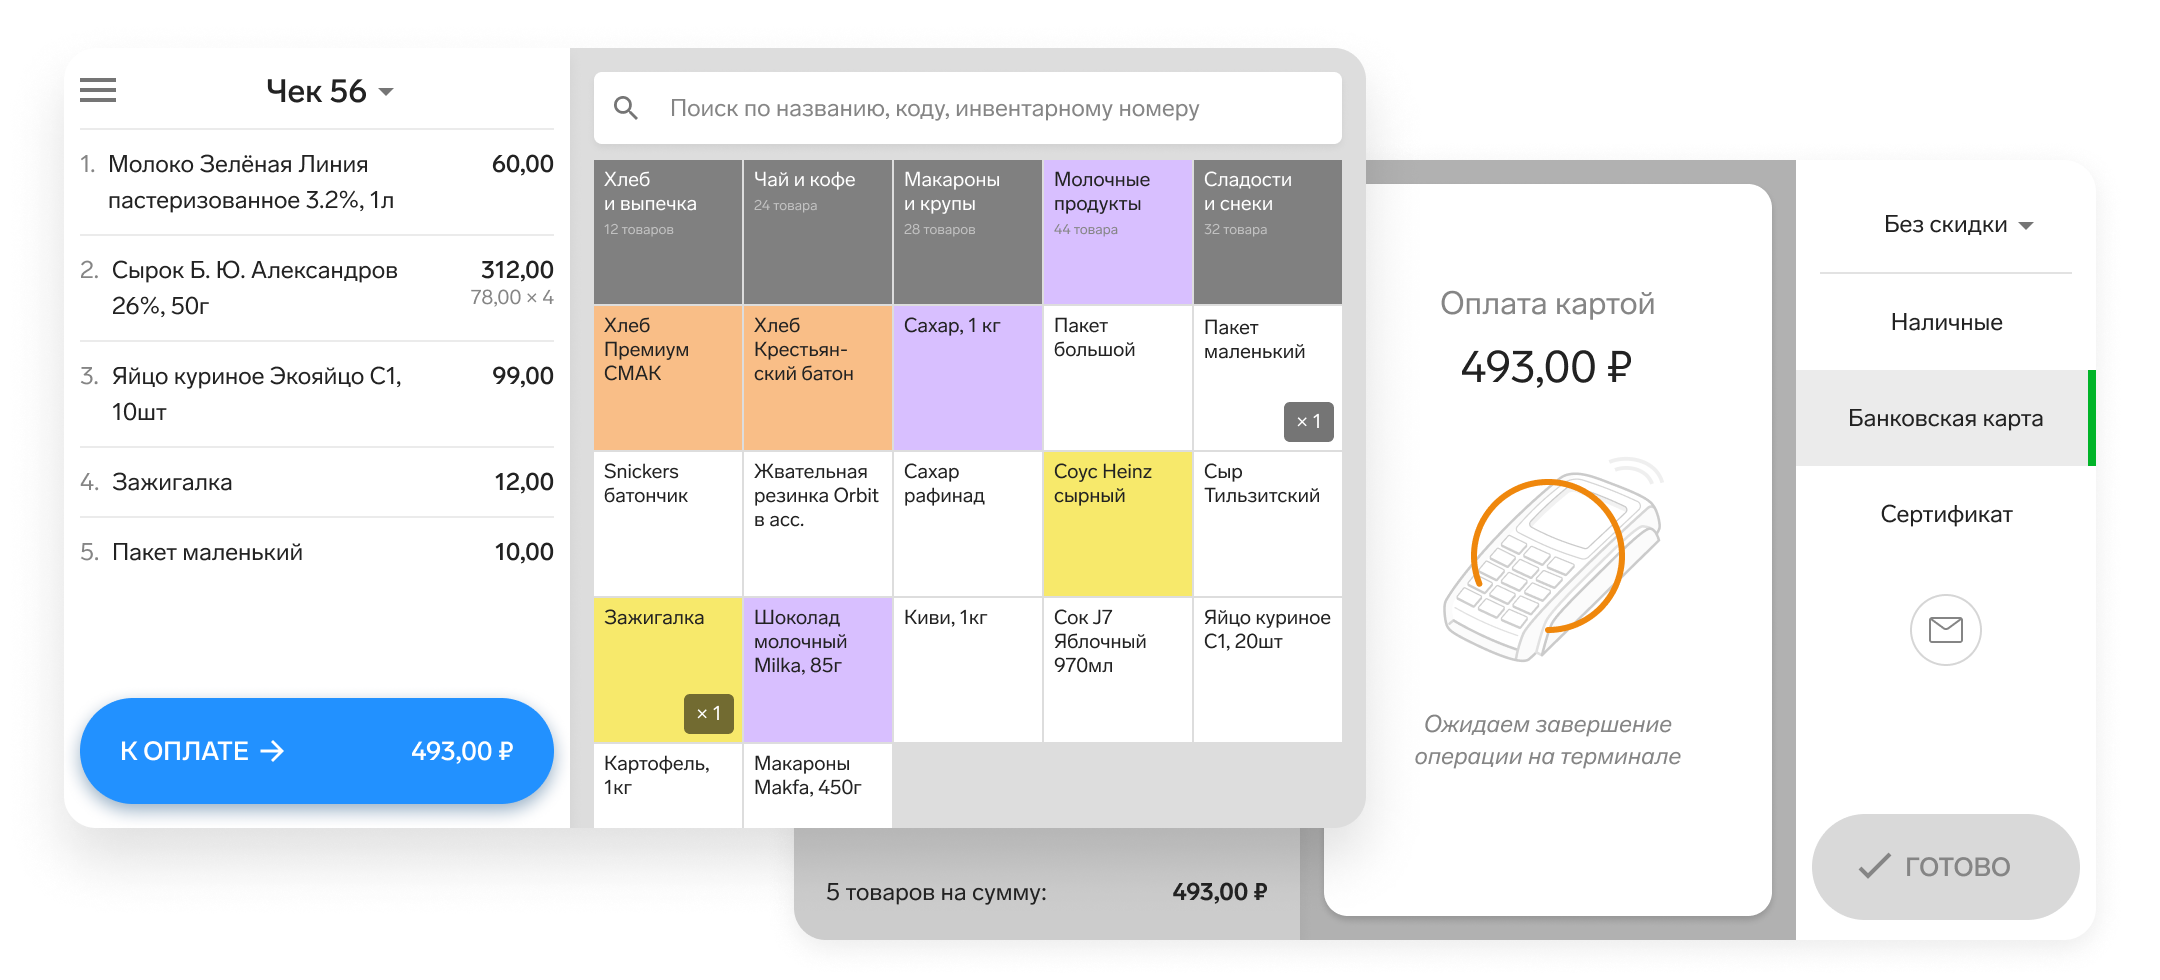 Чек 56
1. Молоко Зелёная Линия 60,00
пастеризованное 3.2%, 1л
2. Сырок Б. Ю. Александров 312,00
26%, 50г 78,00 × 4
3. Яйцо куриное Экояйцо С1, 99,00
10шт
4. Зажигалка 12,00
5. Пакет маленький 10,00
К ОПЛАТЕ → 493,00 ₽
Поиск по названию, коду, инвентарному номеру
Хлеб
и выпечка
12 товаров
Чай и кофе
24 товара
Макароны
и крупы
28 товаров
Молочные
продукты
44 товара
Сладости
и снеки
32 товара
Хлеб
Премиум
СМАК
Хлеб
Крестьян-
ский батон
Сахар, 1 кг
Пакет
большой
Пакет
маленький
× 1
Snickers
батончик
Жвательная
резинка Orbit
в асс.
Сахар
рафинад
Соус Heinz
сырный
Сыр
Тильзитский
Зажигалка
× 1
Шоколад
молочный
Milka, 85г
Киви, 1кг
Сок J7
Яблочный
970мл
Яйцо куриное
С1, 20шт
Картофель,
1кг
Макароны
Makfa, 450г
5 товаров на сумму: 493,00 ₽
Оплата картой
493,00 ₽
Ожидаем завершение
операции на терминале
Без скидки
Наличные
Банковская карта
Сертификат
ГОТОВО